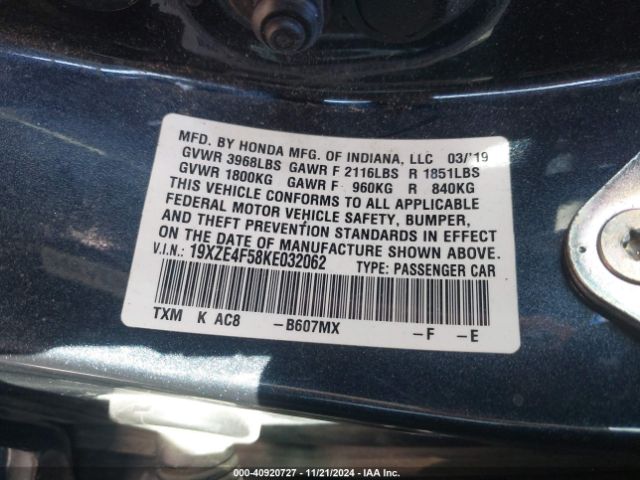 MFD. BY HONDA MFG. OF INDIANA, LLC 03/'19
GVWR 3968LBS GAWR F 2116LBS R 1851LBS
GVWR 1800KG GAWR F 960KG R 840KG
THIS VEHICLE CONFORMS TO ALL APPLICABLE
FEDERAL MOTOR VEHICLE SAFETY, BUMPER,
AND THEFT PREVENTION STANDARDS IN EFFECT
ON THE DATE OF MANUFACTURE SHOWN ABOVE.
V.I.N.: 19XZE4F58KE032062 TYPE: PASSENGER CAR
TXM K AC8 -B607MX -F -E
000-40920727 - 11/21/2024 - IAA Inc.